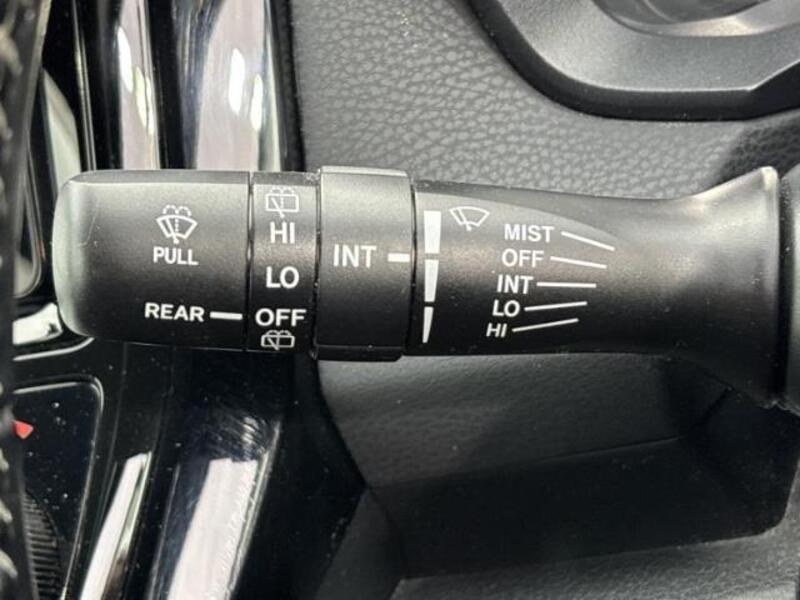 PULL
REAR
HI
LO
OFF
INT
MIST
OFF
INT
LO
HI